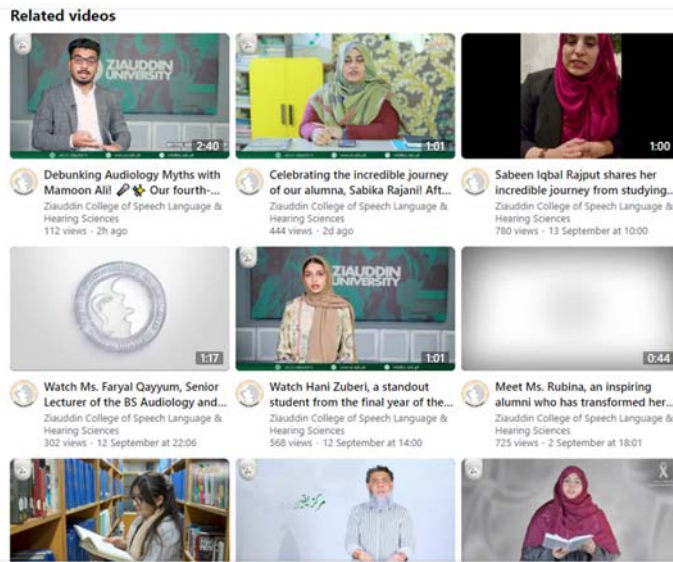 Related videos
ZIAUDDIN
UNIVERSITY
2:40
1:01
1:00
Debunking Audiology Myths with
Mamoon Ali! 🎤 ✨ Our fourth-...
Ziauddin College of Speech Language &
Hearing Sciences
112 views · 2h ago
Celebrating the incredible journey
of our alumna, Sabika Rajani! Aft...
Ziauddin College of Speech Language &
Hearing Sciences
444 views · 2d ago
Sabeen Iqbal Rajput shares her
incredible journey from studying...
Ziauddin College of Speech Language &
Hearing Sciences
780 views · 13 September at 10:00
1:17
ZIAUDDIN
UNIVERSITY
1:01
0:44
Watch Ms. Faryal Qayyum, Senior
Lecturer of the BS Audiology and...
Ziauddin College of Speech Language &
Hearing Sciences
302 views · 12 September at 22:06
Watch Hani Zuberi, a standout
student from the final year of the...
Ziauddin College of Speech Language &
Hearing Sciences
568 views · 12 September at 14:00
Meet Ms. Rubina, an inspiring
alumni who has transformed her...
Ziauddin College of Speech Language &
Hearing Sciences
725 views · 2 September at 18:01